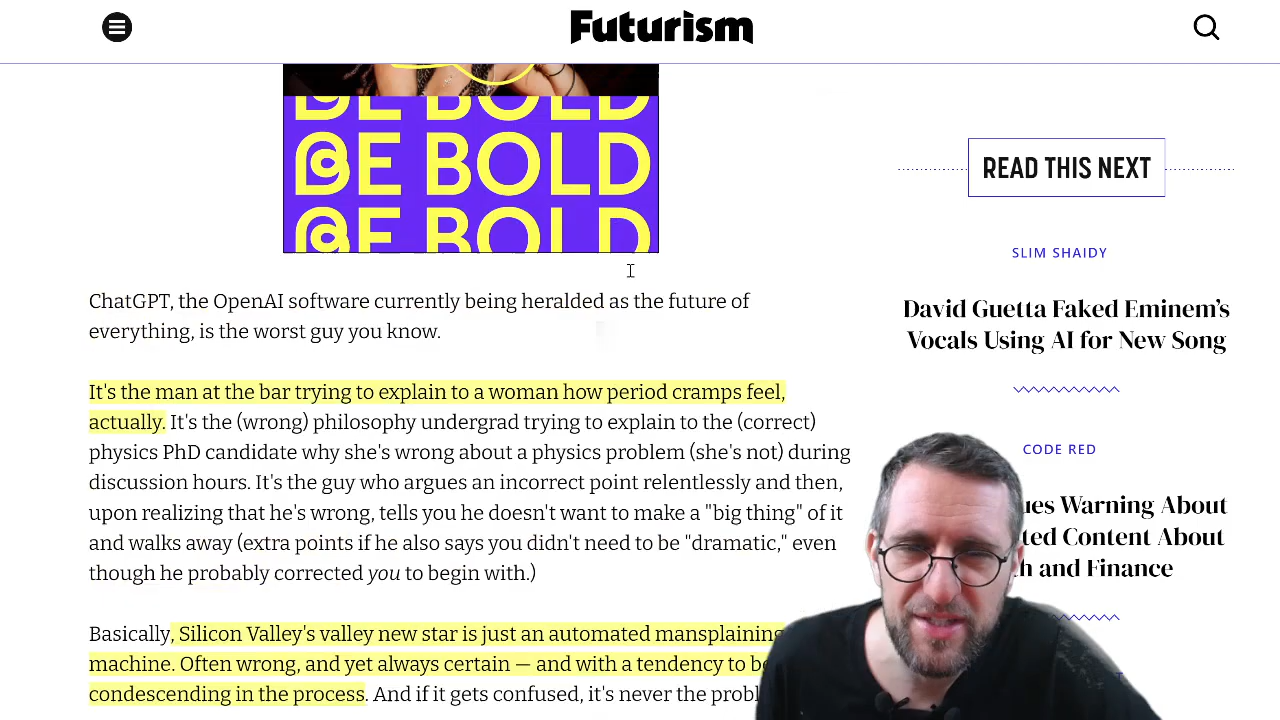 Futurism
BE BOLD
BE BOLD
BE BOLD
READ THIS NEXT
SLIM SHAIDY
David Guetta Faked Eminem’s
Vocals Using AI for New Song
CODE RED
ues Warning About
ted Content About
h and Finance
ChatGPT, the OpenAI software currently being heralded as the future of
everything, is the worst guy you know.
It's the man at the bar trying to explain to a woman how period cramps feel,
actually. It's the (wrong) philosophy undergrad trying to explain to the (correct)
physics PhD candidate why she's wrong about a physics problem (she's not) during
discussion hours. It's the guy who argues an incorrect point relentlessly and then,
upon realizing that he's wrong, tells you he doesn't want to make a "big thing" of it
and walks away (extra points if he also says you didn't need to be "dramatic," even
though he probably corrected you to begin with.)
Basically, Silicon Valley's valley new star is just an automated mansplaining
machine. Often wrong, and yet always certain — and with a tendency to be
condescending in the process. And if it gets confused, it's never the probl